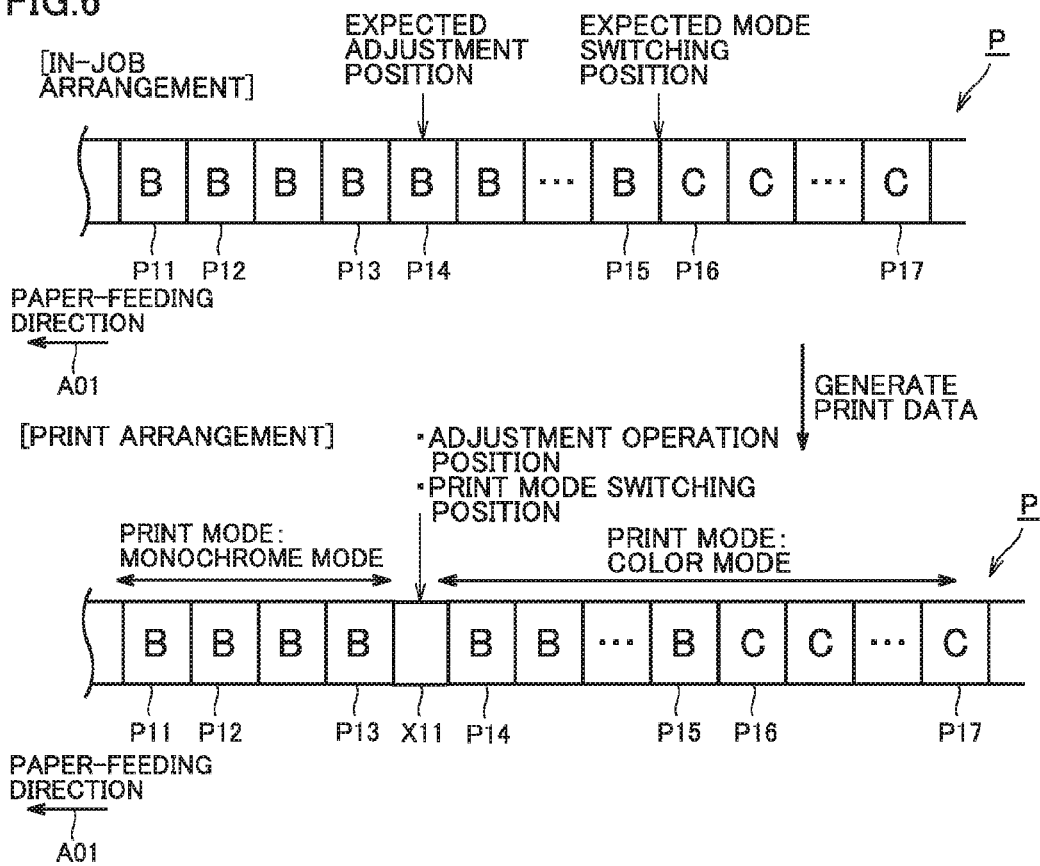 FIG.6
[IN-JOB
ARRANGEMENT]
EXPECTED
ADJUSTMENT
POSITION
EXPECTED MODE
SWITCHING
POSITION
P
B B B B B B ··· B C C ··· C
P11 P12 P13 P14 P15 P16 P17
PAPER-FEEDING
DIRECTION
A01
GENERATE
PRINT DATA
[PRINT ARRANGEMENT]
·ADJUSTMENT OPERATION
POSITION
·PRINT MODE SWITCHING
POSITION
P
PRINT MODE:
MONOCHROME MODE
PRINT MODE:
COLOR MODE
B B B B B B ··· B C C ··· C
P11 P12 P13 X11 P14 P15 P16 P17
PAPER-FEEDING
DIRECTION
A01